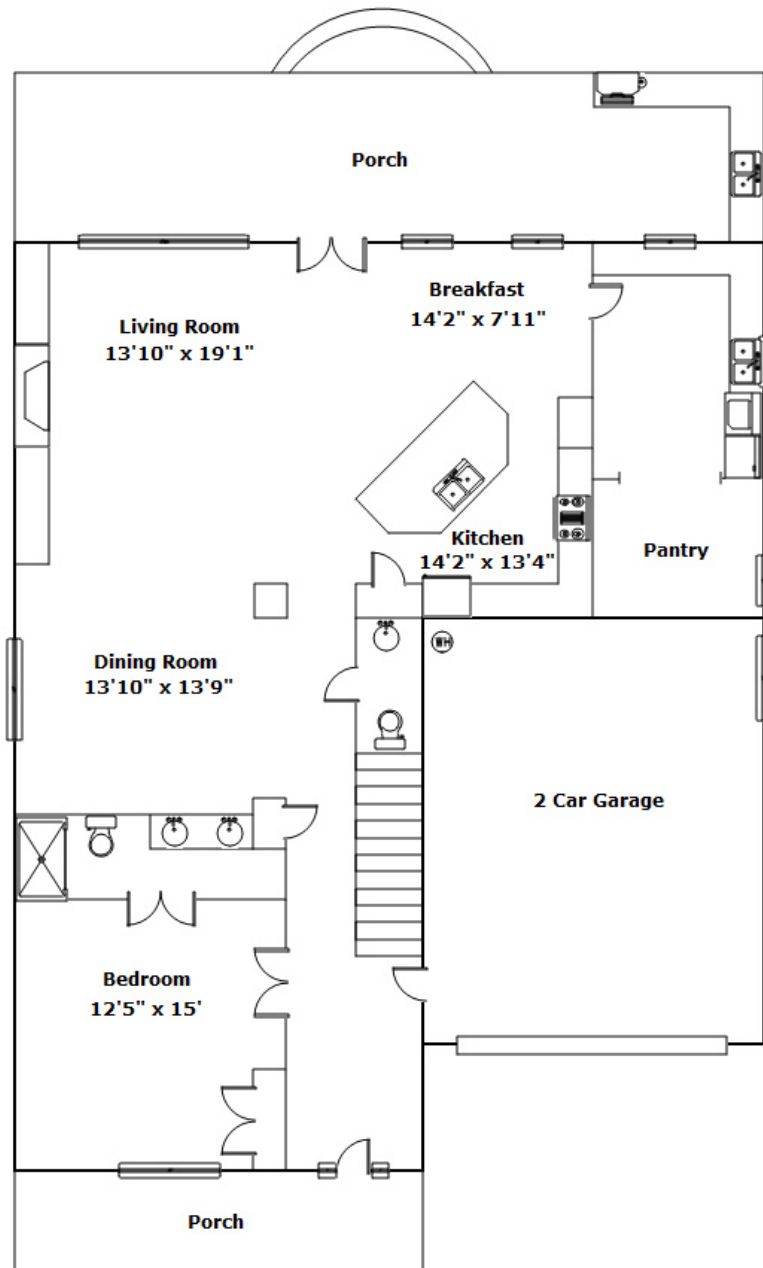 Porch
Breakfast
14'2" x 7'11"
Living Room
13'10" x 19'1"
Kitchen
14'2" x 13'4"
Pantry
WH
Dining Room
13'10" x 13'9"
2 Car Garage
Bedroom
12'5" x 15'
Porch